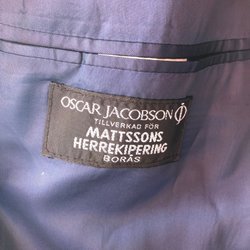 OSCAR JACOBSON
TILLVERKAD FÖR
MATTSSONS
HERREKIPERING
BORÅS